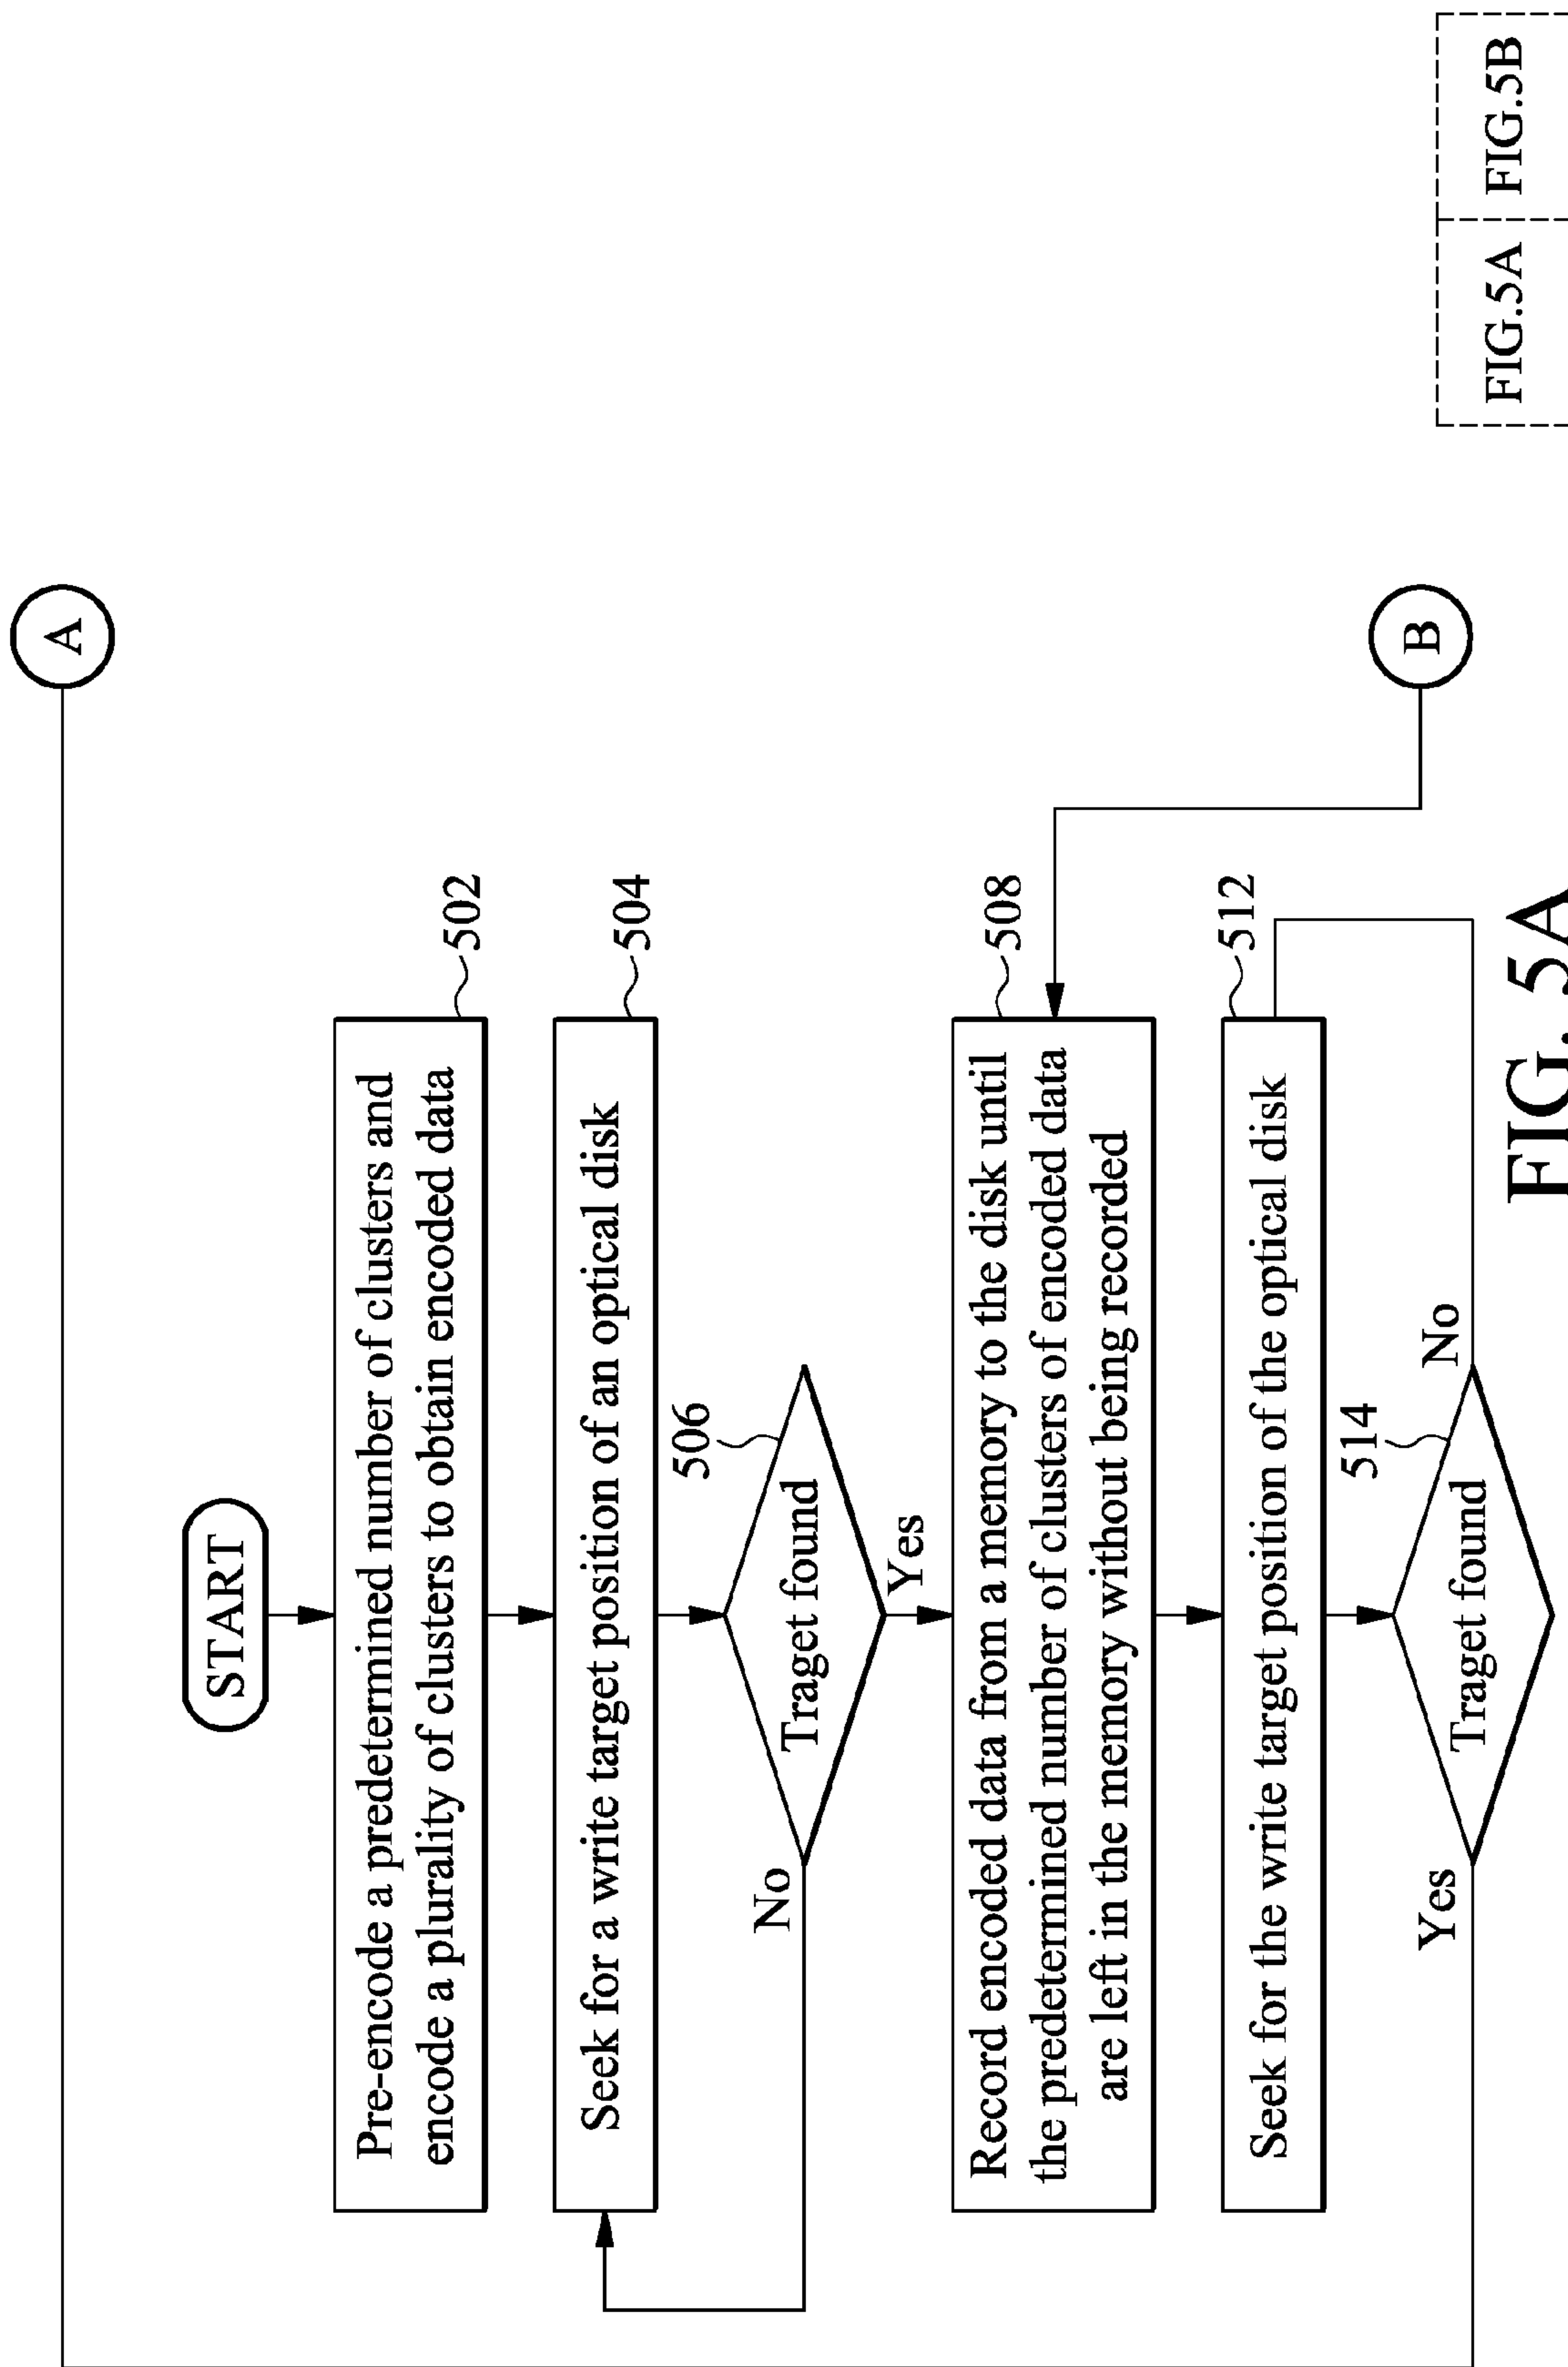 A
START
Pre-encode a predetermined number of clusters and
encode a plurality of clusters to obtain encoded data
502
Seek for a write target position of an optical disk
504
506
Traget found
No
Yes
Record encoded data from a memory to the disk until
the predetermined number of clusters of encoded data
are left in the memory without being recorded
508
Seek for the write target position of the optical disk
512
514
Traget found
Yes
No
B
FIG. 5A
FIG.5A
FIG.5B